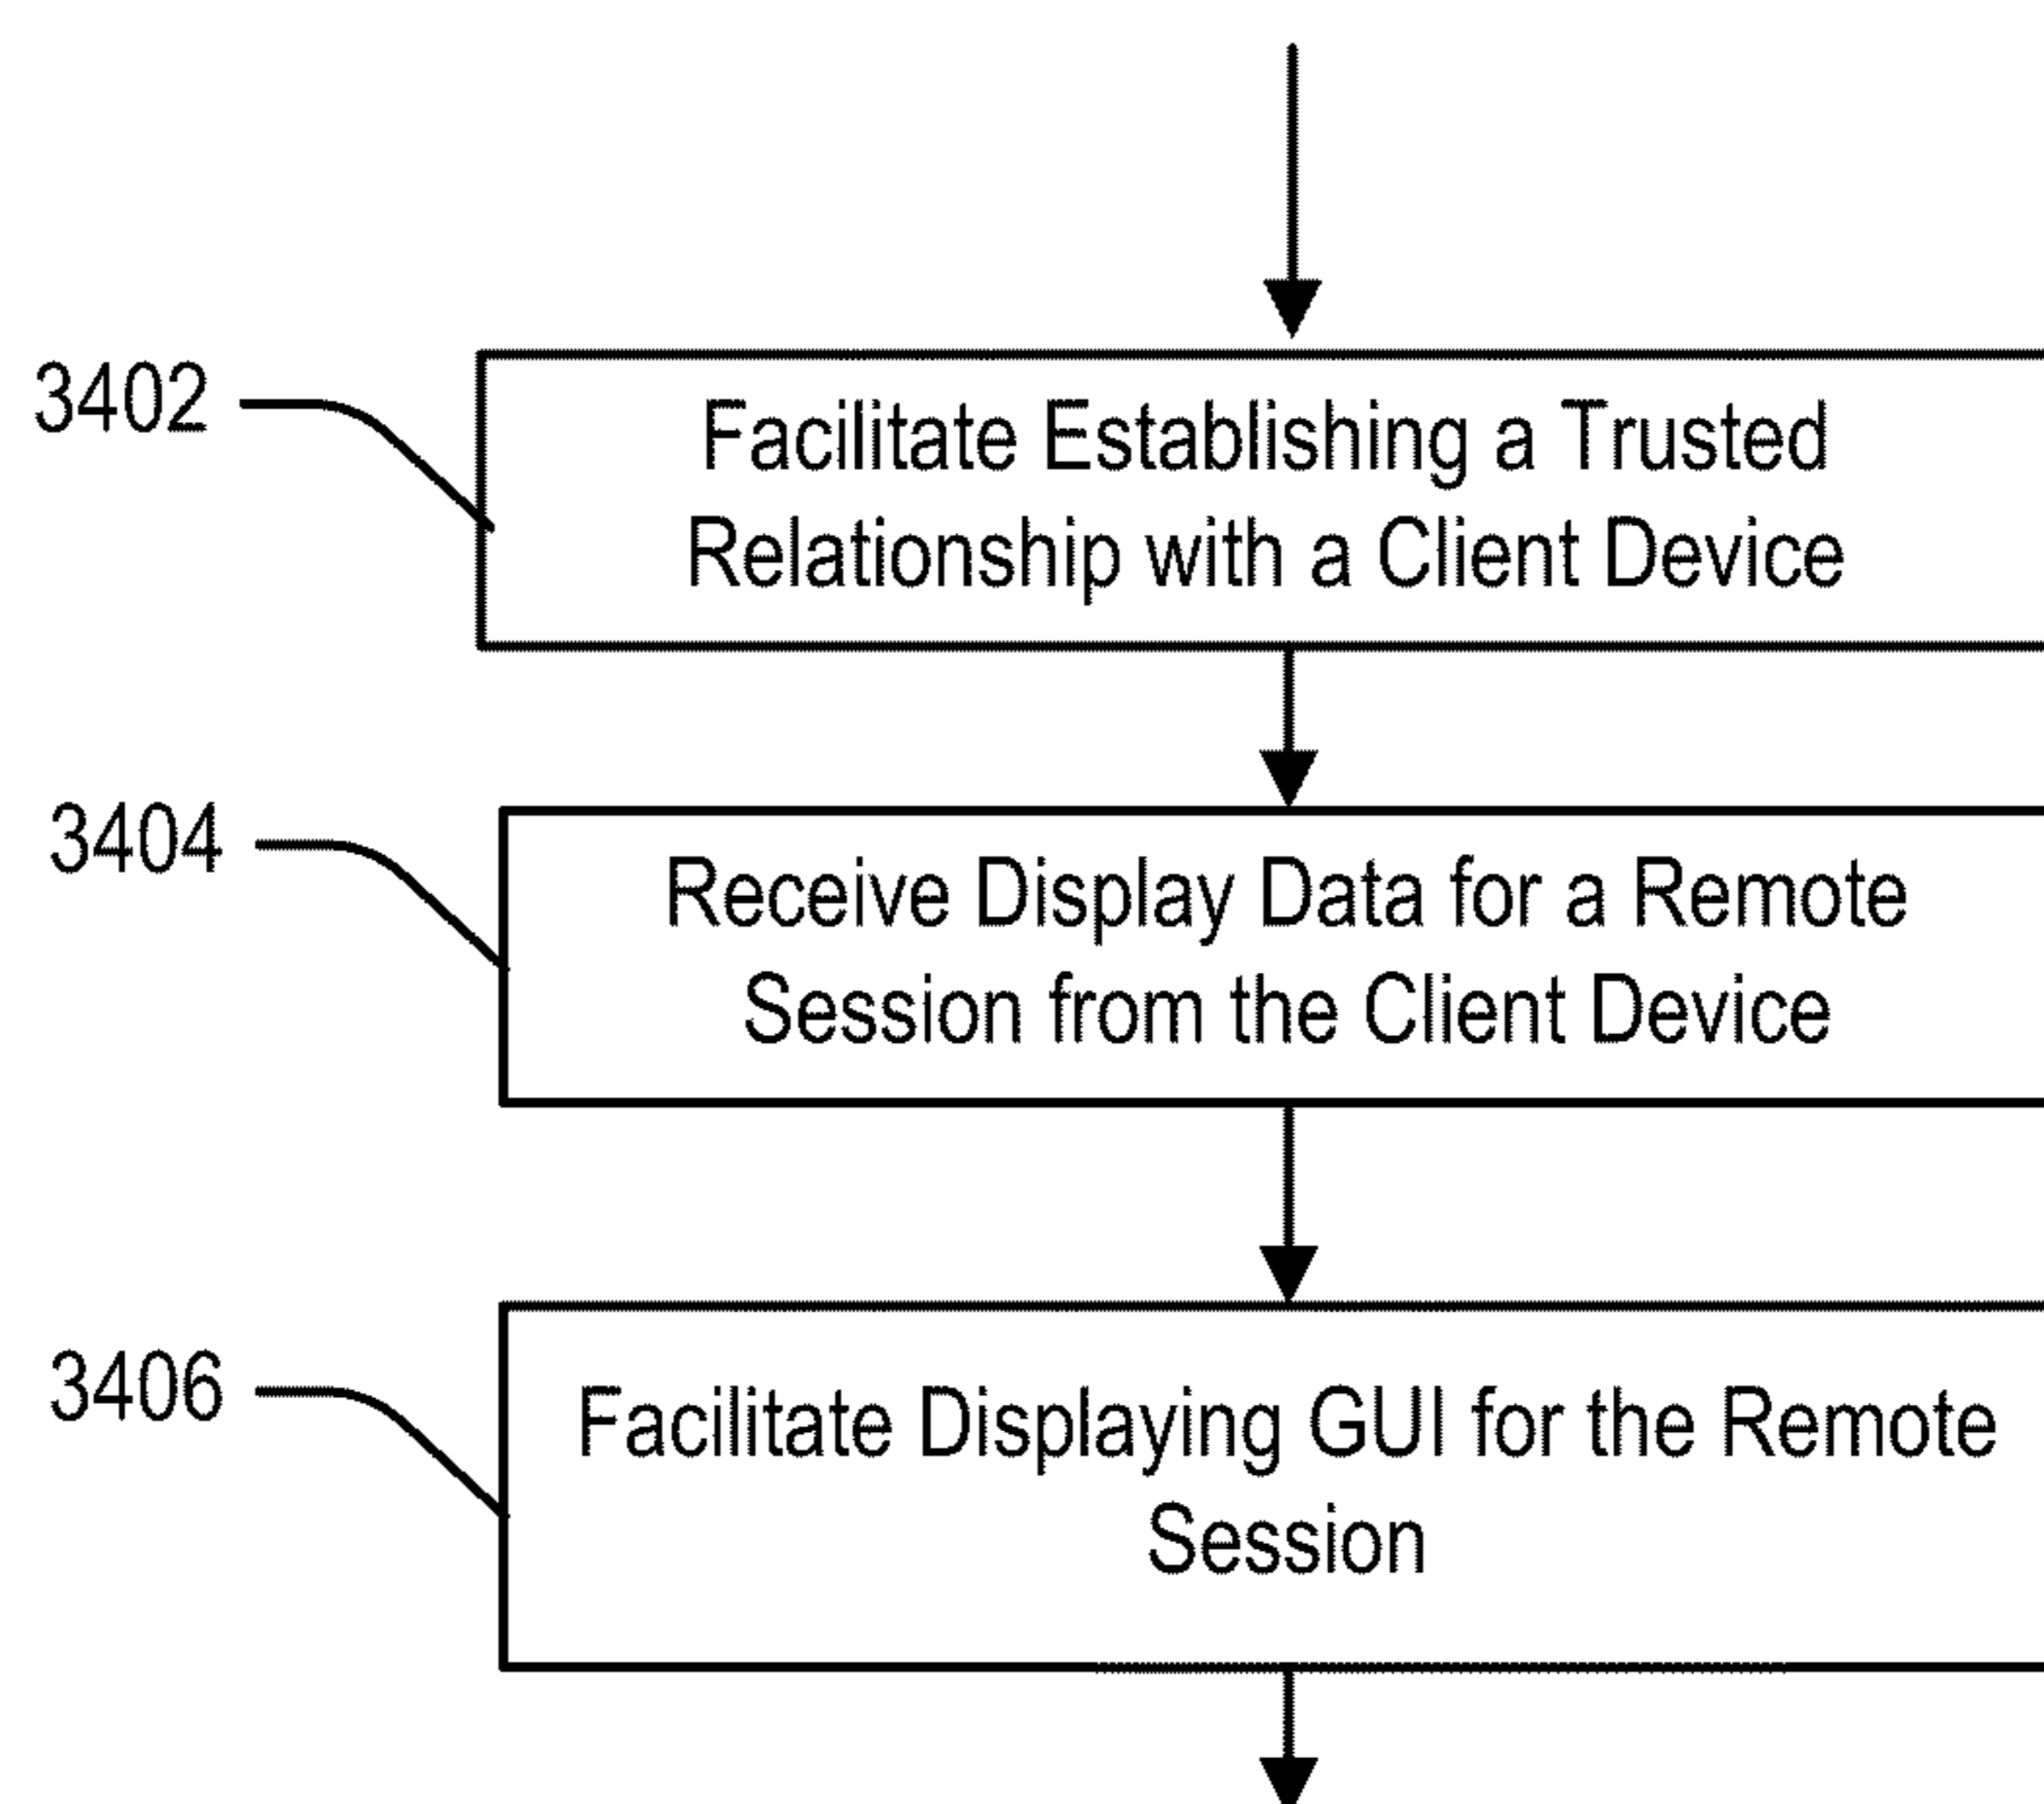 3402
Facilitate Establishing a Trusted
Relationship with a Client Device
3404
Receive Display Data for a Remote
Session from the Client Device
3406
Facilitate Displaying GUI for the Remote
Session